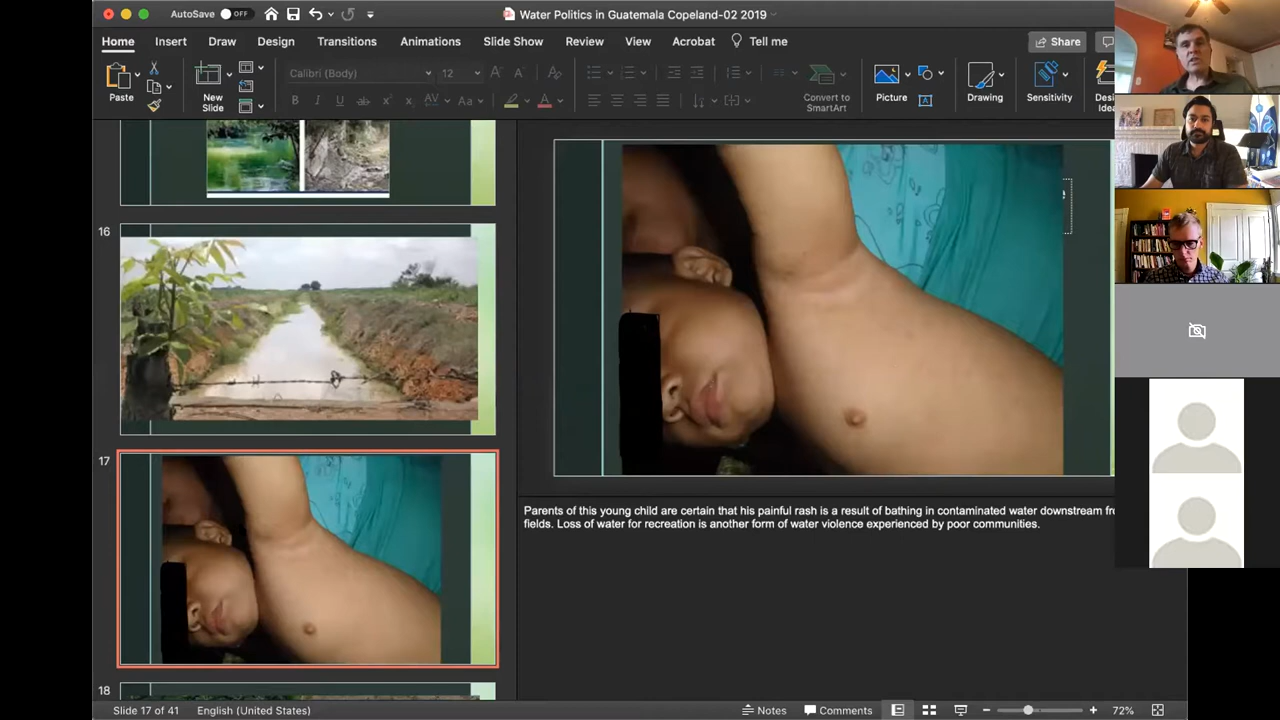 AutoSave OFF
Water Politics in Guatemala Copeland-02 2019
Home Insert Draw Design Transitions Animations Slide Show Review View Acrobat Tell me
Share
Paste
New
Slide
Calibri (Body) 12
B I U ab x x AV Aa A
Convert to
SmartArt
Picture
Drawing
Sensitivity
16
17
18
Parents of this young child are certain that his painful rash is a result of bathing in contaminated water downstream
fields. Loss of water for recreation is another form of water violence experienced by poor communities.
Slide 17 of 41 English (United States) Notes Comments 72%